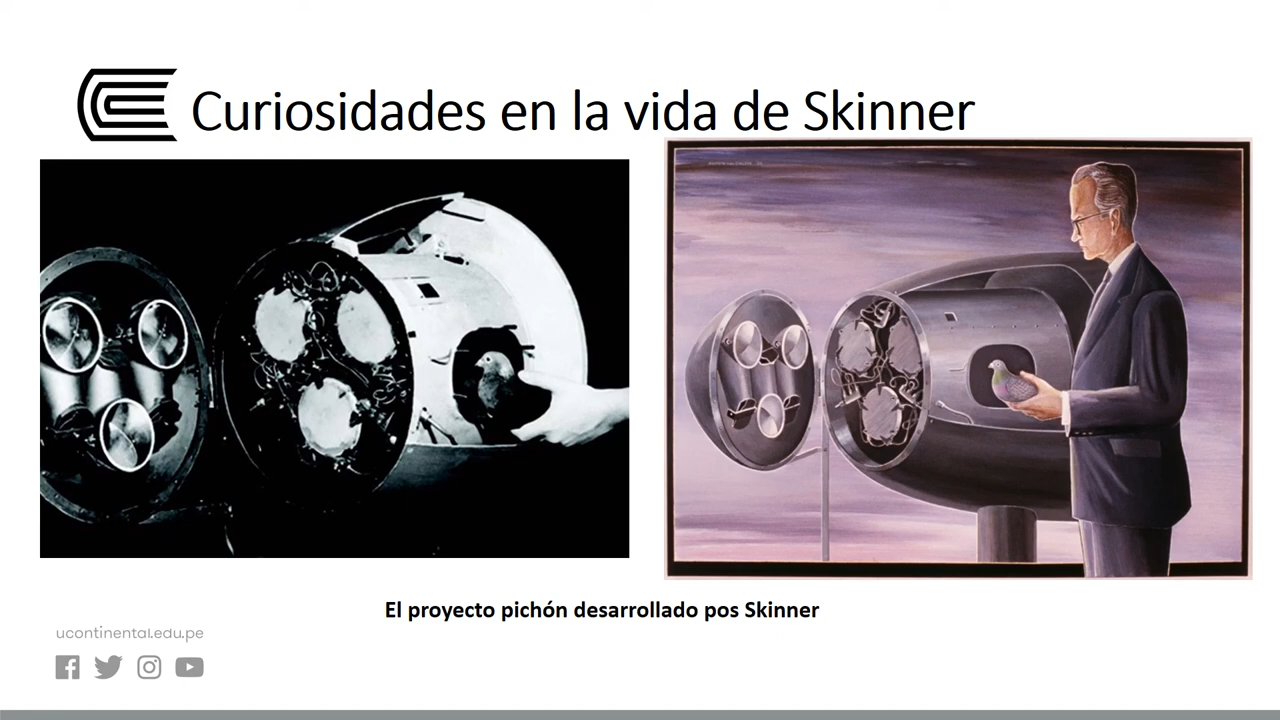 Curiosidades en la vida de Skinner
El proyecto pichón desarrollado pos Skinner
ucontinental.edu.pe